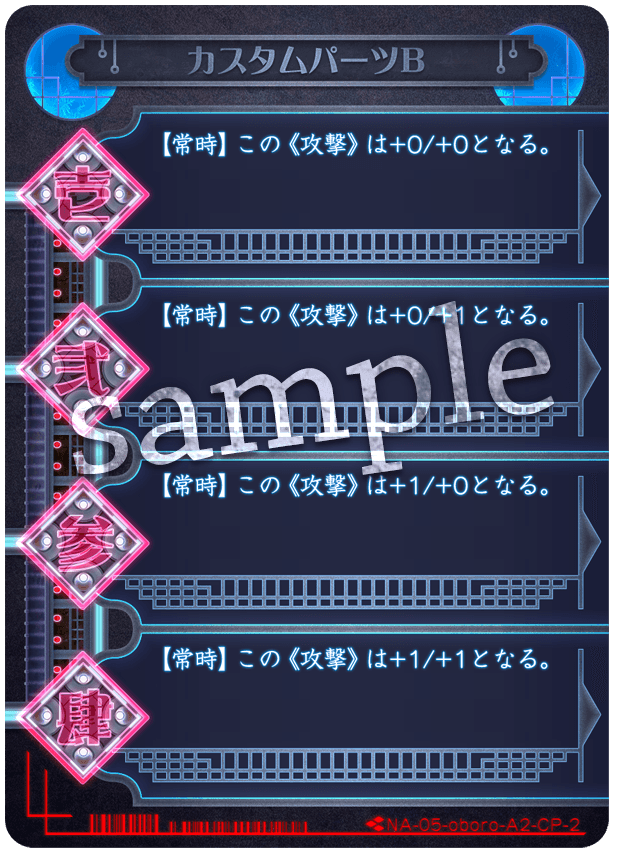 カスタムパーツB
壱
【常時】この《攻撃》は+0/+0となる。
弐
【常時】この《攻撃》は+0/+1となる。
sample
参
【常時】この《攻撃》は+1/+0となる。
肆
【常時】この《攻撃》は+1/+1となる。
NA-05-oboro-A2-CP-2